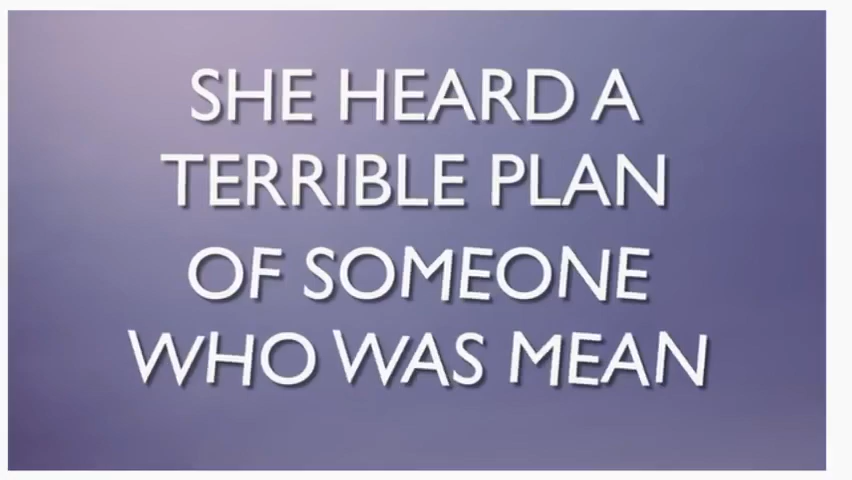 SHE HEARD A
TERRIBLE PLAN
OF SOMEONE
WHO WAS MEAN